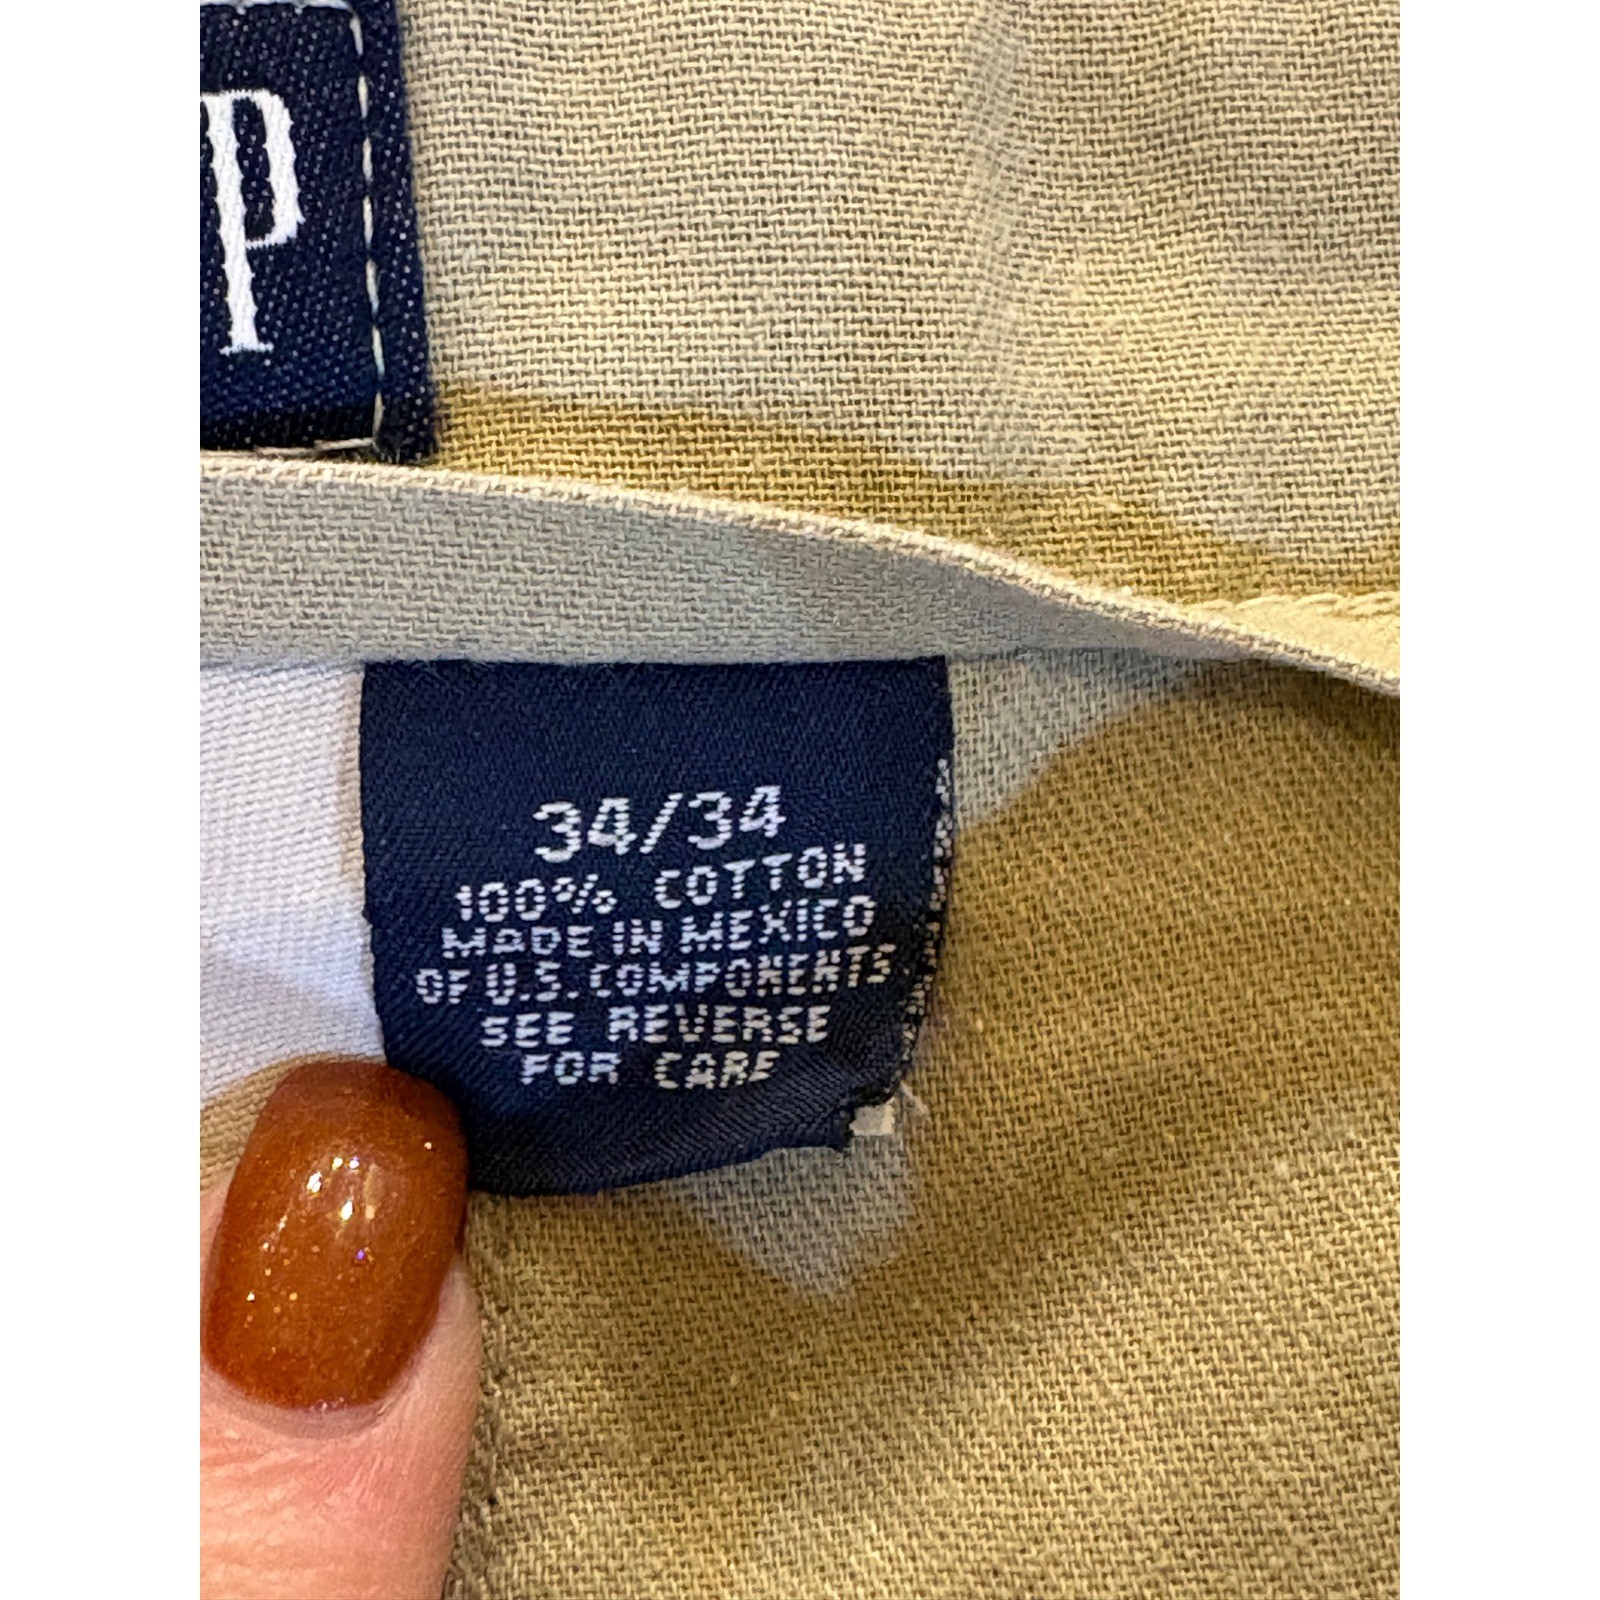 p
34/34
100% COTTON
MADE IN MEXICO
OF U.S. COMPONENTS
SEE REVERSE
FOR CARE